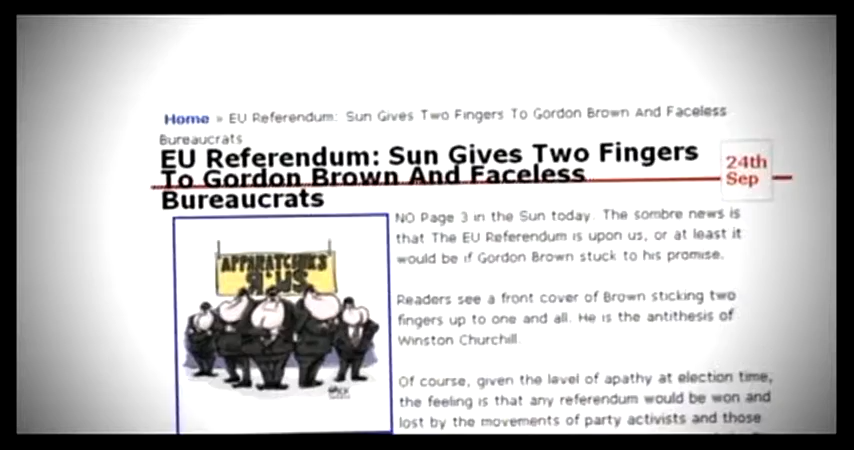 Home » EU Referendum: Sun Gives Two Fingers To Gordon Brown And Faceless
Bureaucrats
EU Referendum: Sun Gives Two Fingers
To Gordon Brown And Faceless
Bureaucrats
24th
Sep
APPARATCHIKS
Я'US
NO Page 3 in the Sun today. The sombre news is
that The EU Referendum is upon us, or at least it
would be if Gordon Brown stuck to his promise.
Readers see a front cover of Brown sticking two
fingers up to one and all. He is the antithesis of
Winston Churchill.
Of course, given the level of apathy at election time,
the feeling is that any referendum would be won and
lost by the movements of party activists and those